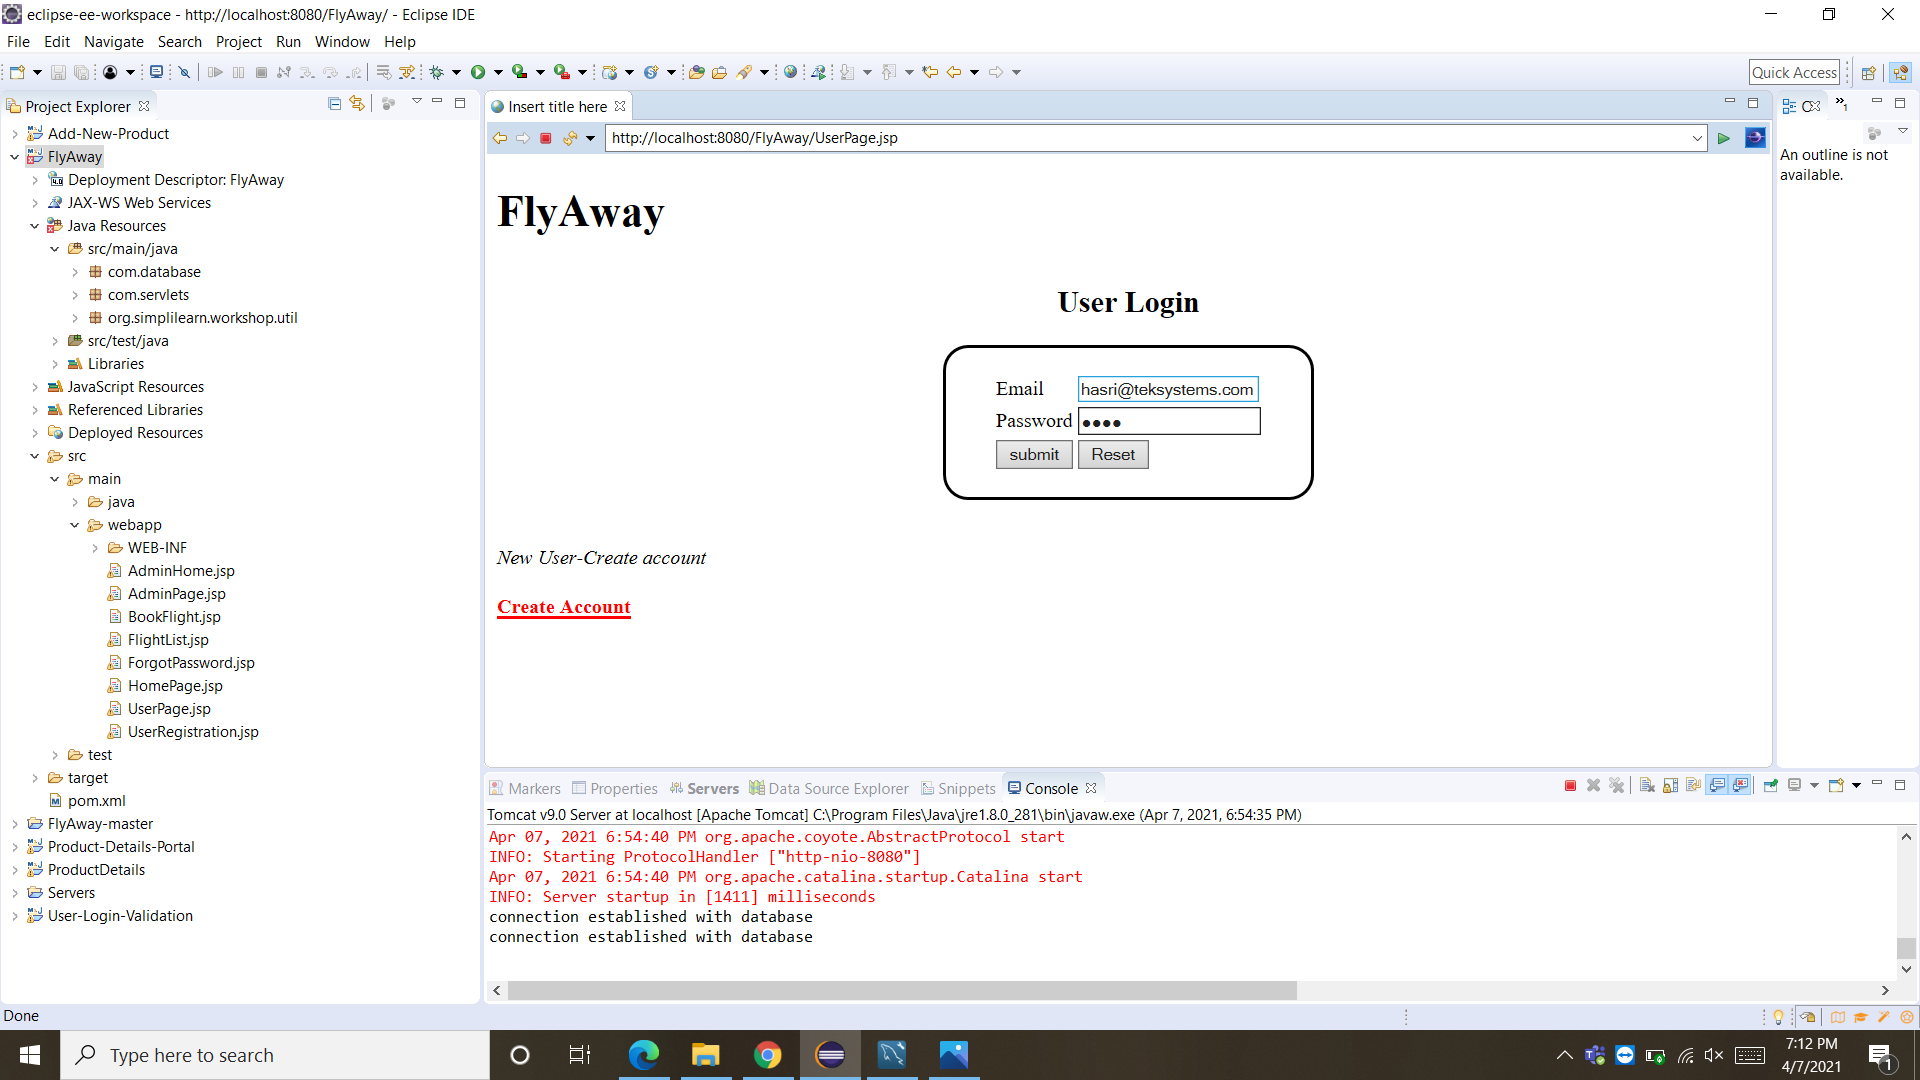 eclipse-ee-workspace - http://localhost:8080/FlyAway/ - Eclipse IDE
File Edit Navigate Search Project Run Window Help
Quick Access
Project Explorer
Add-New-Product
FlyAway
Deployment Descriptor: FlyAway
JAX-WS Web Services
Java Resources
src/main/java
com.database
com.servlets
org.simplilearn.workshop.util
src/test/java
Libraries
JavaScript Resources
Referenced Libraries
Deployed Resources
src
main
java
webapp
WEB-INF
AdminHome.jsp
AdminPage.jsp
BookFlight.jsp
FlightList.jsp
ForgotPassword.jsp
HomePage.jsp
UserPage.jsp
UserRegistration.jsp
test
target
pom.xml
FlyAway-master
Product-Details-Portal
ProductDetails
Servers
User-Login-Validation
Insert title here
http://localhost:8080/FlyAway/UserPage.jsp
FlyAway
User Login
Email hasri@teksystems.com
Password ●●●●
submit Reset
New User-Create account
Create Account
An outline is not
available.
Markers Properties Servers Data Source Explorer Snippets Console
Tomcat v9.0 Server at localhost [Apache Tomcat] C:\Program Files\Java\jre1.8.0_281\bin\javaw.exe (Apr 7, 2021, 6:54:35 PM)
Apr 07, 2021 6:54:40 PM org.apache.coyote.AbstractProtocol start
INFO: Starting ProtocolHandler ["http-nio-8080"]
Apr 07, 2021 6:54:40 PM org.apache.catalina.startup.Catalina start
INFO: Server startup in [1411] milliseconds
connection established with database
connection established with database
Done
Type here to search
7:12 PM
4/7/2021
1